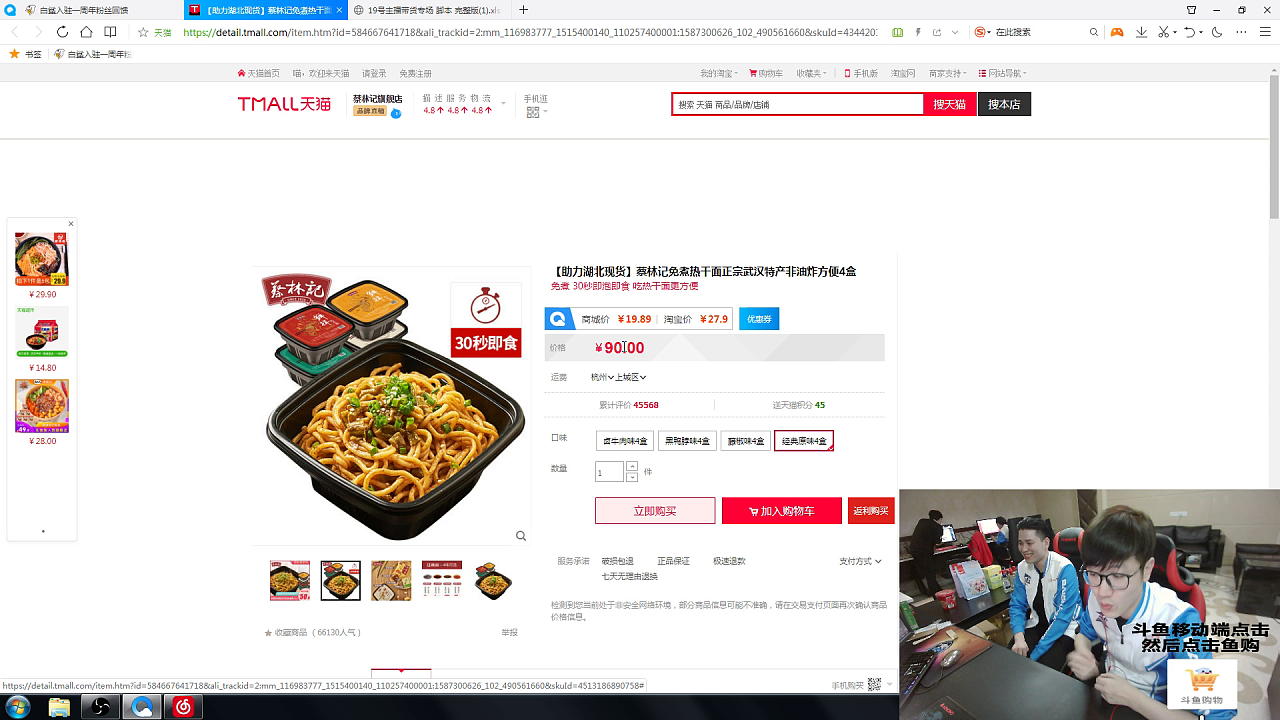 白鲨入驻一周年粉丝回馈
【助力湖北现货】蔡林记免煮热干面
19号主播带货专场 脚本 完整版(1).xls
天猫
https://detail.tmall.com/item.htm?id=584667641718&ali_trackid=2:mm_116983777_1515400140_110257400001:1587300626_102_490561660&skuId=434420
在此搜索
书签
白鲨入驻一周年粉
天猫首页
喵，欢迎来天猫
请登录
免费注册
我的淘宝
购物车
收藏夹
手机版
淘宝网
商家支持
网站导航
TMALL天猫
蔡林记旗舰店
品牌直销
描 述 服 务 物 流
4.8 4.8 4.8
手机逛
搜索 天猫 商品/品牌/店铺
搜天猫
搜本店
¥ 29.90
¥ 14.80
¥ 28.00
蔡林记
30秒即食
【助力湖北现货】蔡林记免煮热干面正宗武汉特产非油炸方便4盒
免煮 30秒即泡即食 吃热干面更方便
商城价 ¥19.89 淘宝价 ¥27.9
优惠券
价格 ¥90.00
运费 杭州 上城区
累计评价 45568
送天猫积分 45
口味 卤牛肉味4盒 黑鸭脖味4盒 藤椒味4盒 经典原味4盒
数量 1 件
立即购买
加入购物车
返利购买
服务承诺 破损包退 正品保证 极速退款 支付方式
七天无理由退换
检测到您当前处于非安全网络环境，部分商品信息可能不准确，请在交易支付页面再次确认商品
价格信息。
收藏商品（66130人气）
举报
手机购买
https://detail.tmall.com/item.htm?id=584667641718&ali_trackid=2:mm_116983777_1515400140_110257400001:1587300626_102_490561660&skuId=4513186890758#
斗鱼移动端点击
然后点击鱼购
斗鱼购物